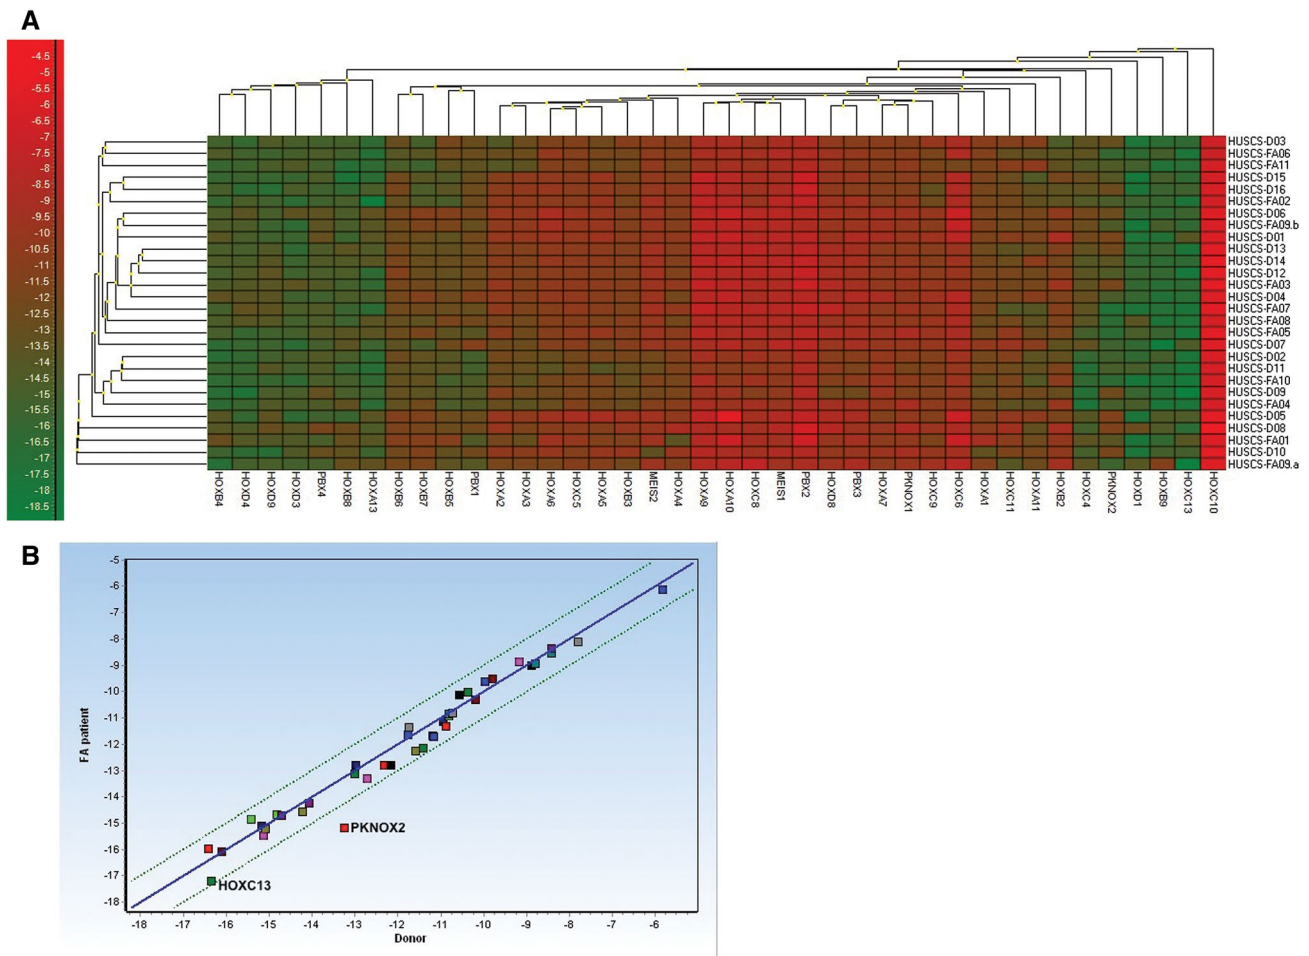 A
-4.5
-5
-5.5
-6
-6.5
-7
-7.5
-8
-8.5
-9
-9.5
-10
-10.5
-11
-11.5
-12
-12.5
-13
-13.5
-14
-14.5
-15
-15.5
-16
-16.5
-17
-17.5
-18
-18.5
HUSCS-D03
HUSCS-FA06
HUSCS-FA11
HUSCS-D15
HUSCS-D16
HUSCS-FA02
HUSCS-D06
HUSCS-FA09.b
HUSCS-D01
HUSCS-D13
HUSCS-D14
HUSCS-D12
HUSCS-FA03
HUSCS-D04
HUSCS-FA07
HUSCS-FA08
HUSCS-FA05
HUSCS-D07
HUSCS-D02
HUSCS-D11
HUSCS-FA10
HUSCS-D09
HUSCS-FA04
HUSCS-D05
HUSCS-D08
HUSCS-FA01
HUSCS-D10
HUSCS-FA09.a
HOXB4
HOXD4
HOXD9
HOXD3
PBX4
HOXB8
HOXA13
HOXB6
HOXB7
HOXB5
PBX1
HOXA2
HOXA3
HOXA6
HOXC5
HOXA5
HOXB3
MEIS2
HOXA4
HOXA9
HOXA10
HOXC8
MEIS1
PBX2
HOXD8
PBX3
HOXA7
PKNOX1
HOXC9
HOXC6
HOXA1
HOXC11
HOXA11
HOXB2
HOXC4
PKNOX2
HOXD1
HOXB9
HOXC13
HOXC10
B
-5
-6
-7
-8
-9
-10
-11
-12
-13
-14
-15
-16
-17
-18
FA patient
PKNOX2
HOXC13
-18 -17 -16 -15 -14 -13 -12 -11 -10 -9 -8 -7 -6
Donor